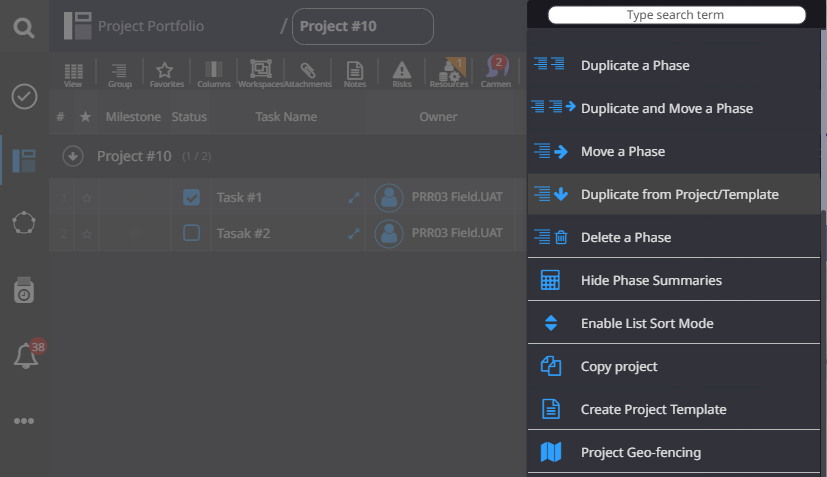 Type search term
Project Portfolio / Project #10
1 2
View Group Favorites Columns Workspaces Attachments Notes Risks Resources Carmen
# ★ Milestone Status Task Name Owner
Project #10 (1 / 2)
1 Task #1 PRR03 Field.UAT
2 Tasak #2 PRR03 Field.UAT
38
Duplicate a Phase
Duplicate and Move a Phase
Move a Phase
Duplicate from Project/Template
Delete a Phase
Hide Phase Summaries
Enable List Sort Mode
Copy project
Create Project Template
Project Geo-fencing